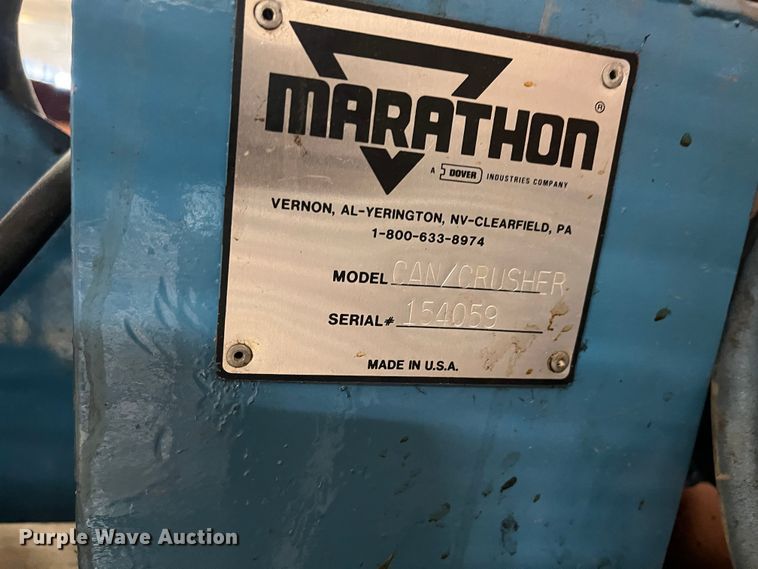 MARATHON ®
A DOVER INDUSTRIES COMPANY
VERNON, AL-YERINGTON, NV-CLEARFIELD, PA
1-800-633-8974
MODEL CAN/CRUSHER
SERIAL# 154059
MADE IN U.S.A.
Purple Wave Auction